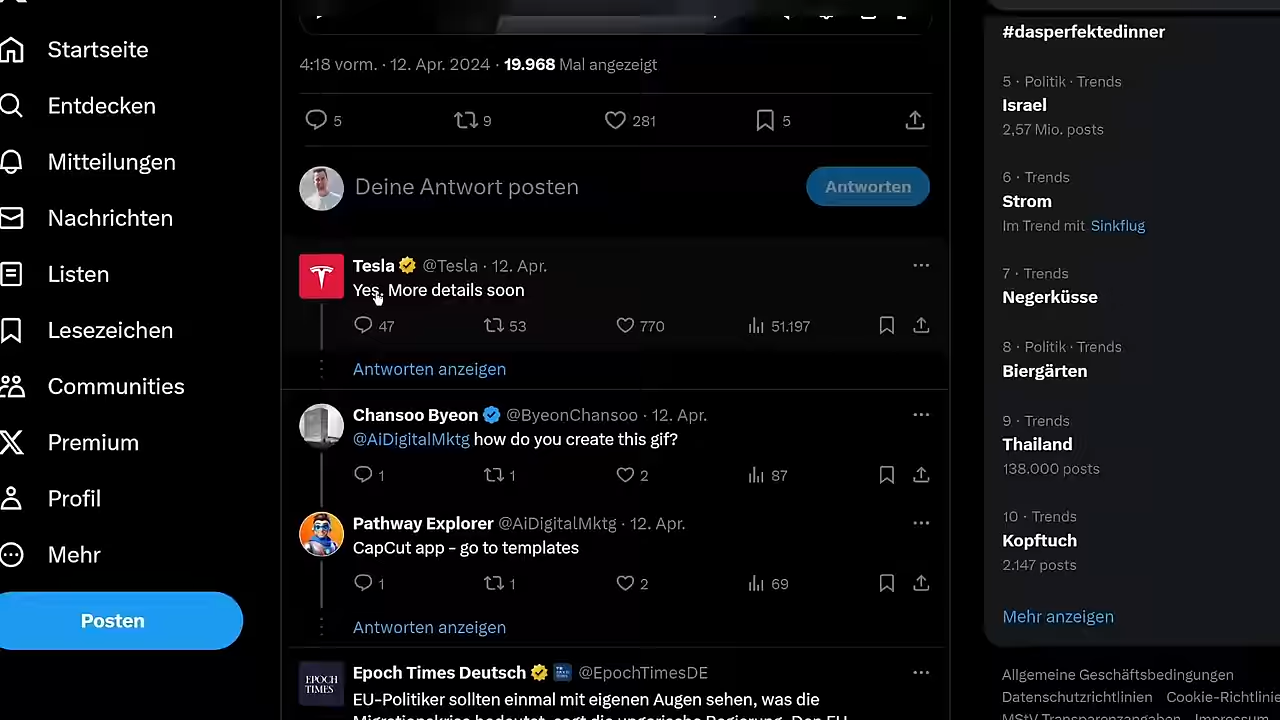 Startseite
Entdecken
Mitteilungen
Nachrichten
Listen
Lesezeichen
Communities
Premium
Profil
Mehr
Posten
4:18 vorm. · 12. Apr. 2024 · 19.968 Mal angezeigt
5 9 281 5
Deine Antwort posten
Antworten
Tesla @Tesla · 12. Apr.
Yes. More details soon
47 53 770 51.197
Antworten anzeigen
Chansoo Byeon @ByeonChansoo · 12. Apr.
@AiDigitalMktg how do you create this gif?
1 1 2 87
Pathway Explorer @AiDigitalMktg · 12. Apr.
CapCut app - go to templates
1 1 2 69
Antworten anzeigen
EPOCH
TIMES
Epoch Times Deutsch @EpochTimesDE
EU-Politiker sollten einmal mit eigenen Augen sehen, was die
#dasperfektedinner
5 · Politik · Trends
Israel
2,57 Mio. posts
6 · Trends
Strom
Im Trend mit Sinkflug
7 · Trends
Negerküsse
8 · Politik · Trends
Biergärten
9 · Trends
Thailand
138.000 posts
10 · Trends
Kopftuch
2.147 posts
Mehr anzeigen
Allgemeine Geschäftsbedingungen
Datenschutzrichtlinien Cookie-Richtlinie